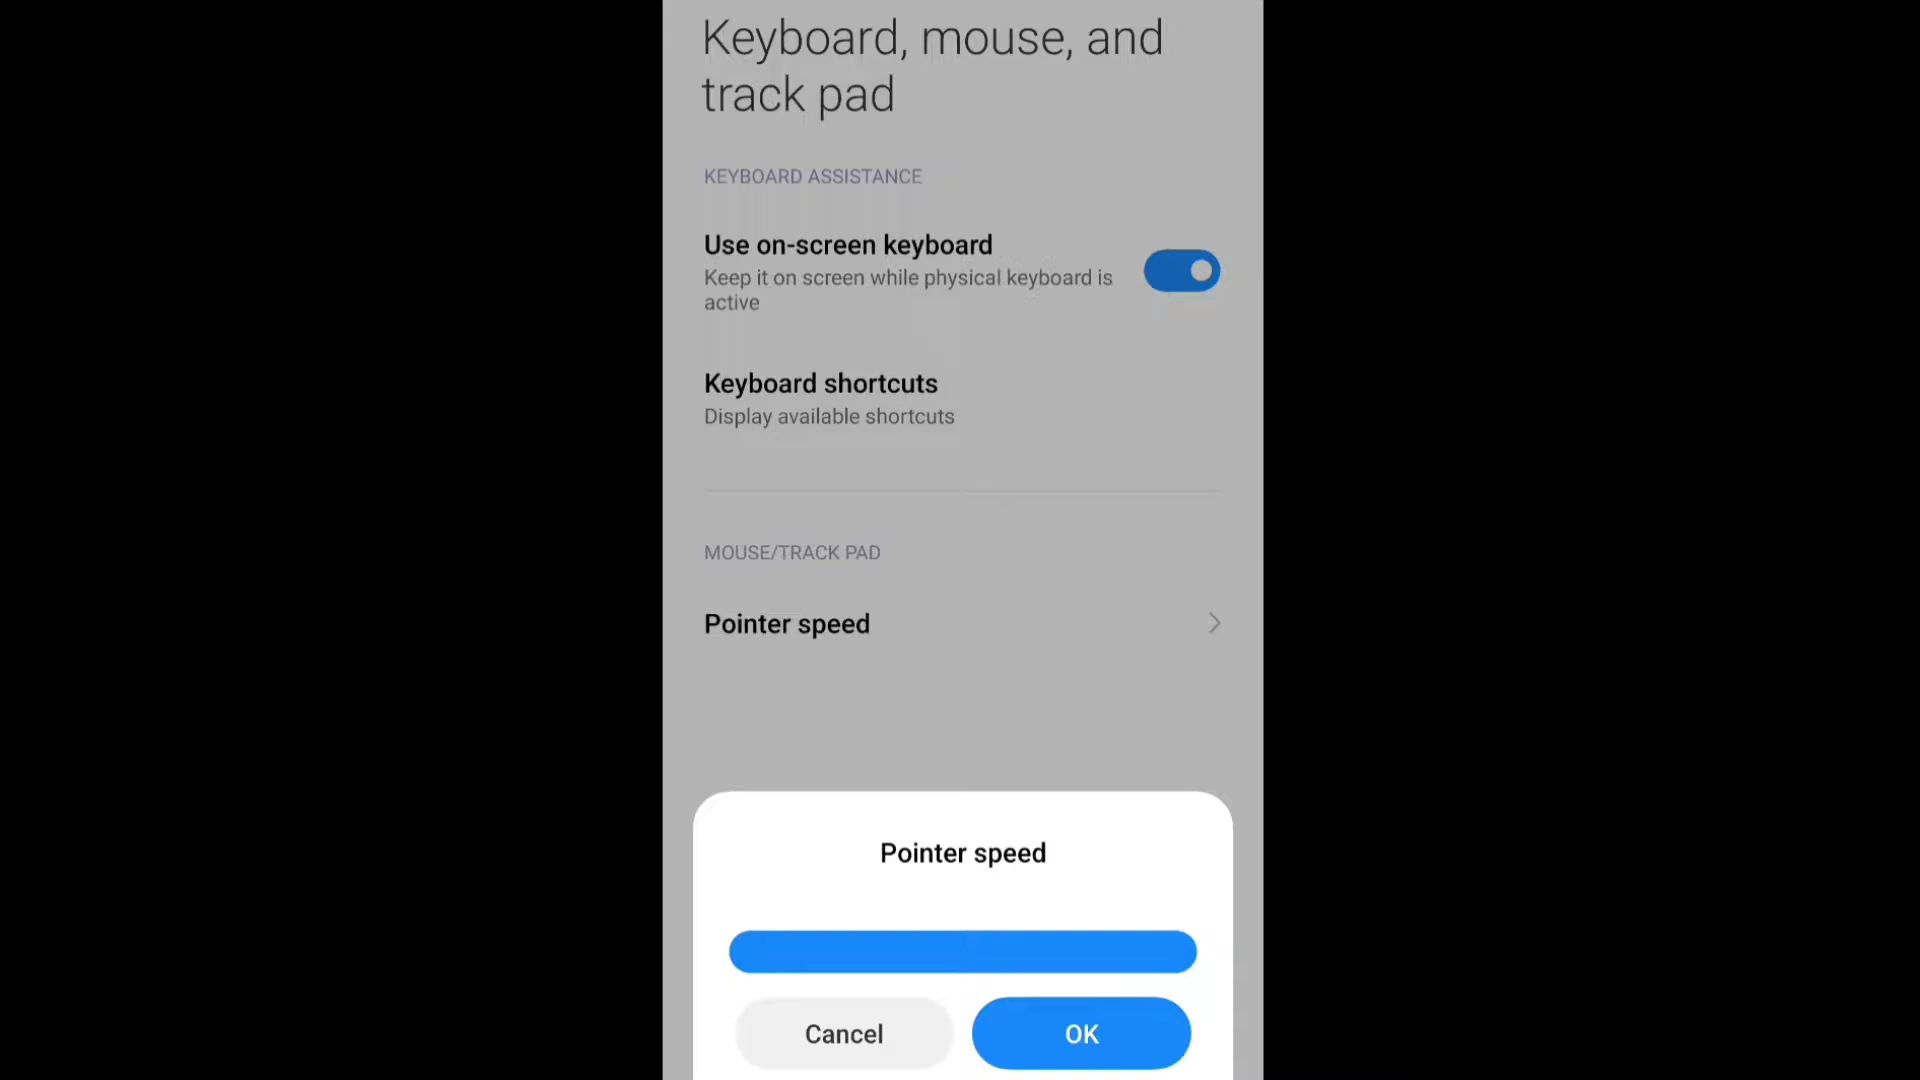 Keyboard, mouse, and
track pad
KEYBOARD ASSISTANCE
Use on-screen keyboard
Keep it on screen while physical keyboard is
active
Keyboard shortcuts
Display available shortcuts
MOUSE/TRACK PAD
Pointer speed
Pointer speed
Cancel
OK